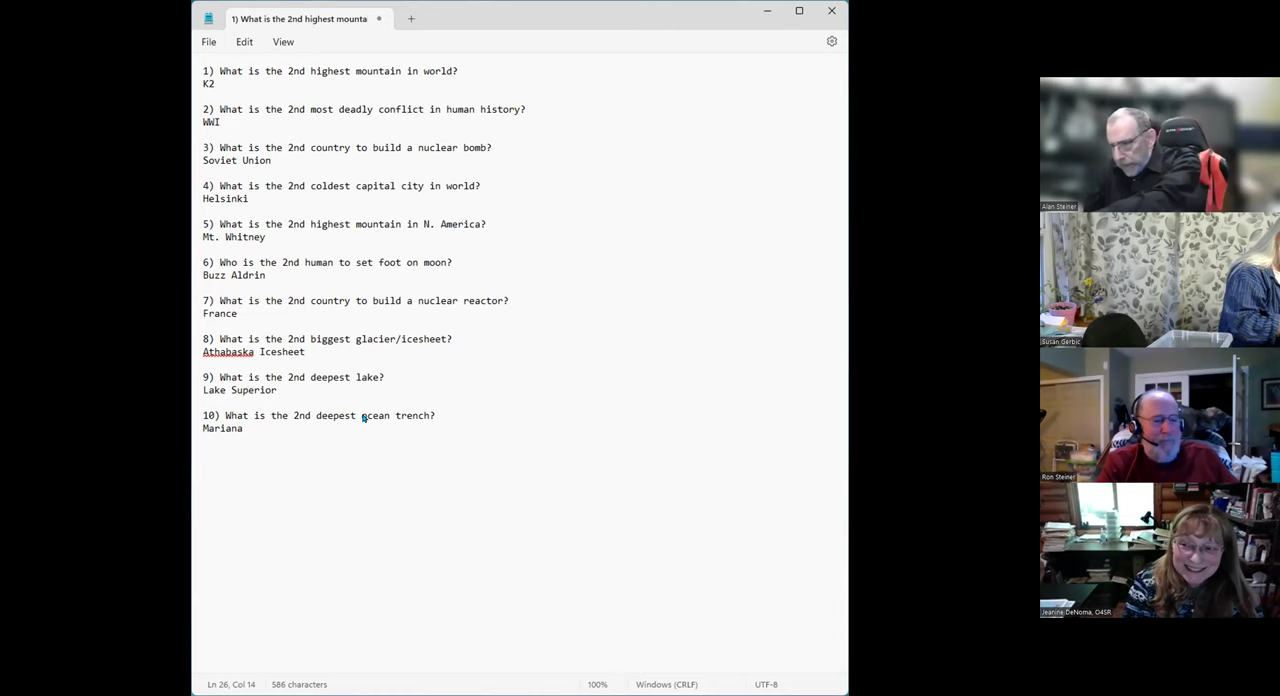 1) What is the 2nd highest mounta
File
Edit
View
1) What is the 2nd highest mountain in world?
K2
2) What is the 2nd most deadly conflict in human history?
WWI
3) What is the 2nd country to build a nuclear bomb?
Soviet Union
4) What is the 2nd coldest capital city in world?
Helsinki
5) What is the 2nd highest mountain in N. America?
Mt. Whitney
6) Who is the 2nd human to set foot on moon?
Buzz Aldrin
7) What is the 2nd country to build a nuclear reactor?
France
8) What is the 2nd biggest glacier/icesheet?
Athabaska Icesheet
9) What is the 2nd deepest lake?
Lake Superior
10) What is the 2nd deepest ocean trench?
Mariana
Ln 26, Col 14
586 characters
100%
Windows (CRLF)
UTF-8
Alan Steiner
Susan Gerbic
Ron Steiner
Jeanine DeNoma, O4SR